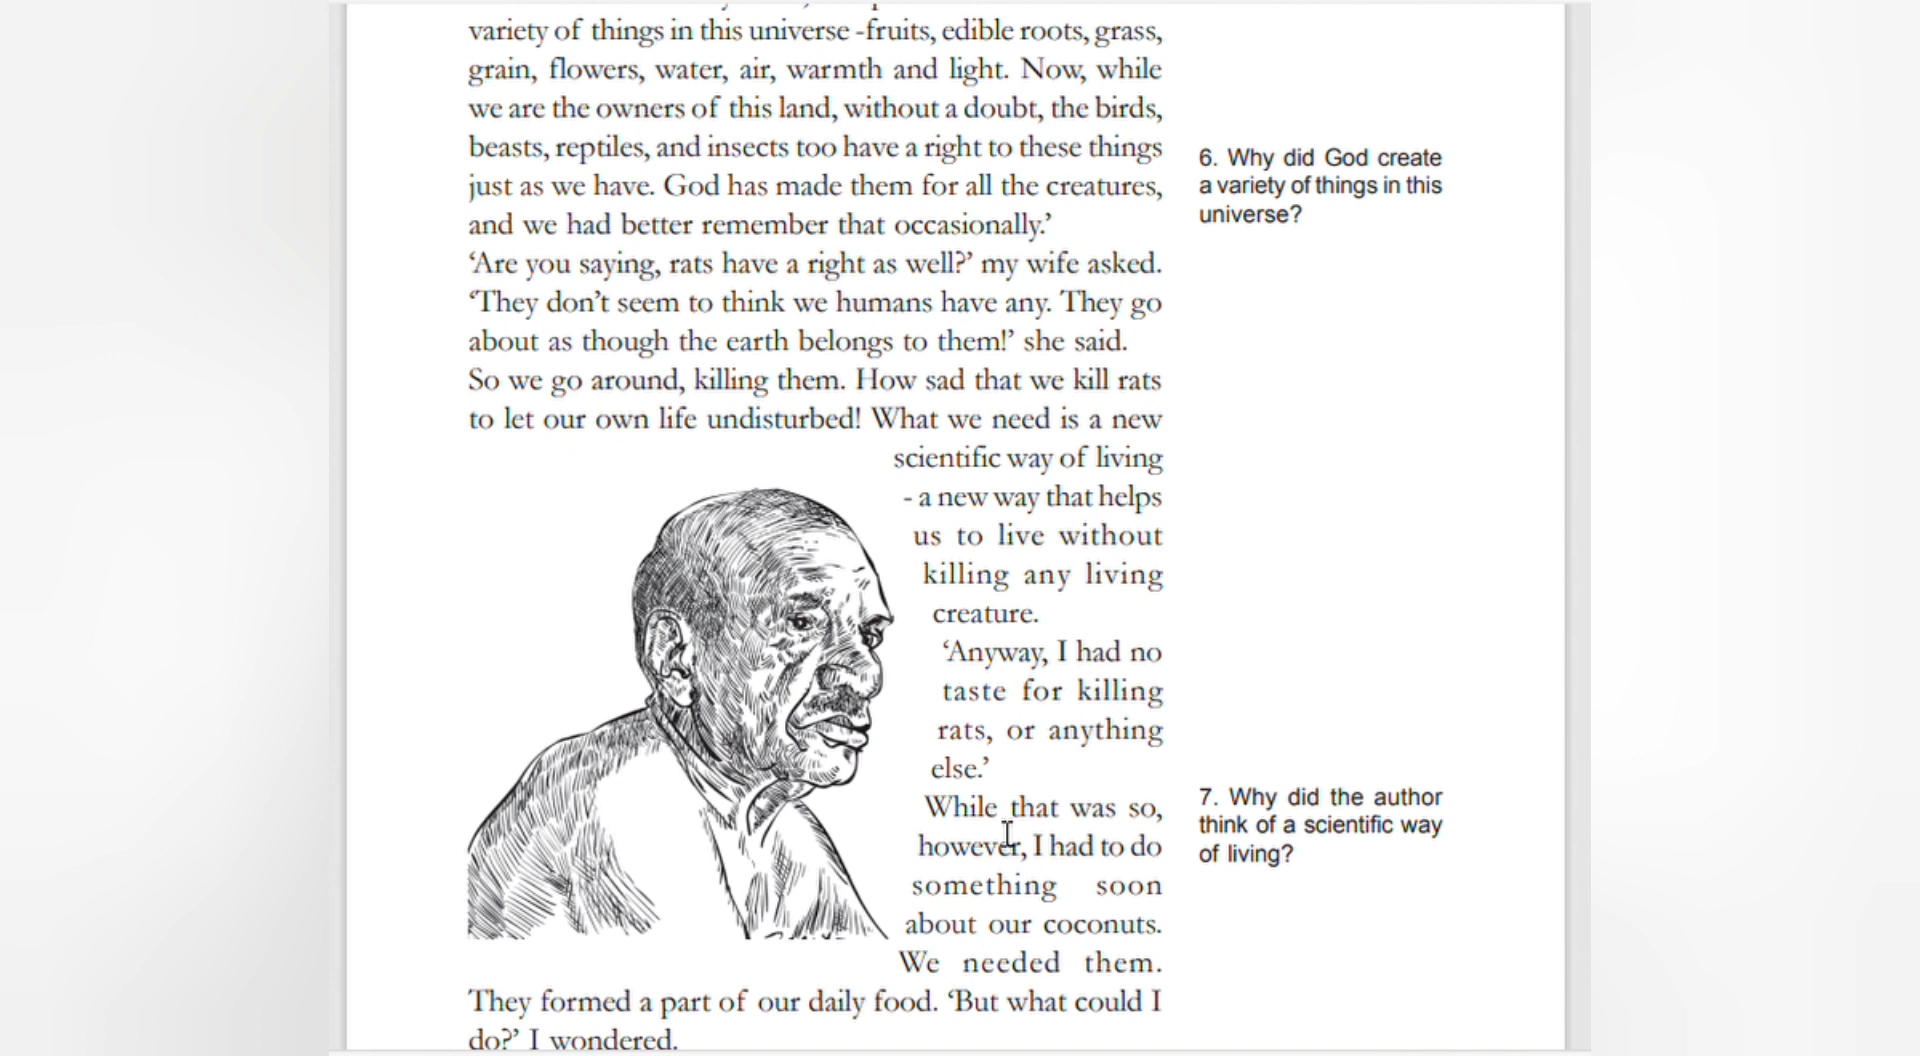 variety of things in this universe -fruits, edible roots, grass,
grain, flowers, water, air, warmth and light. Now, while
we are the owners of this land, without a doubt, the birds,
beasts, reptiles, and insects too have a right to these things
just as we have. God has made them for all the creatures,
and we had better remember that occasionally.’
‘Are you saying, rats have a right as well?’ my wife asked.
‘They don’t seem to think we humans have any. They go
about as though the earth belongs to them!’ she said.
So we go around, killing them. How sad that we kill rats
to let our own life undisturbed! What we need is a new
scientific way of living
- a new way that helps
us to live without
killing any living
creature.
‘Anyway, I had no
taste for killing
rats, or anything
else.’
While that was so,
however, I had to do
something soon
about our coconuts.
We needed them.
They formed a part of our daily food. ‘But what could I
do?’ I wondered.
6. Why did God create
a variety of things in this
universe?
7. Why did the author
think of a scientific way
of living?